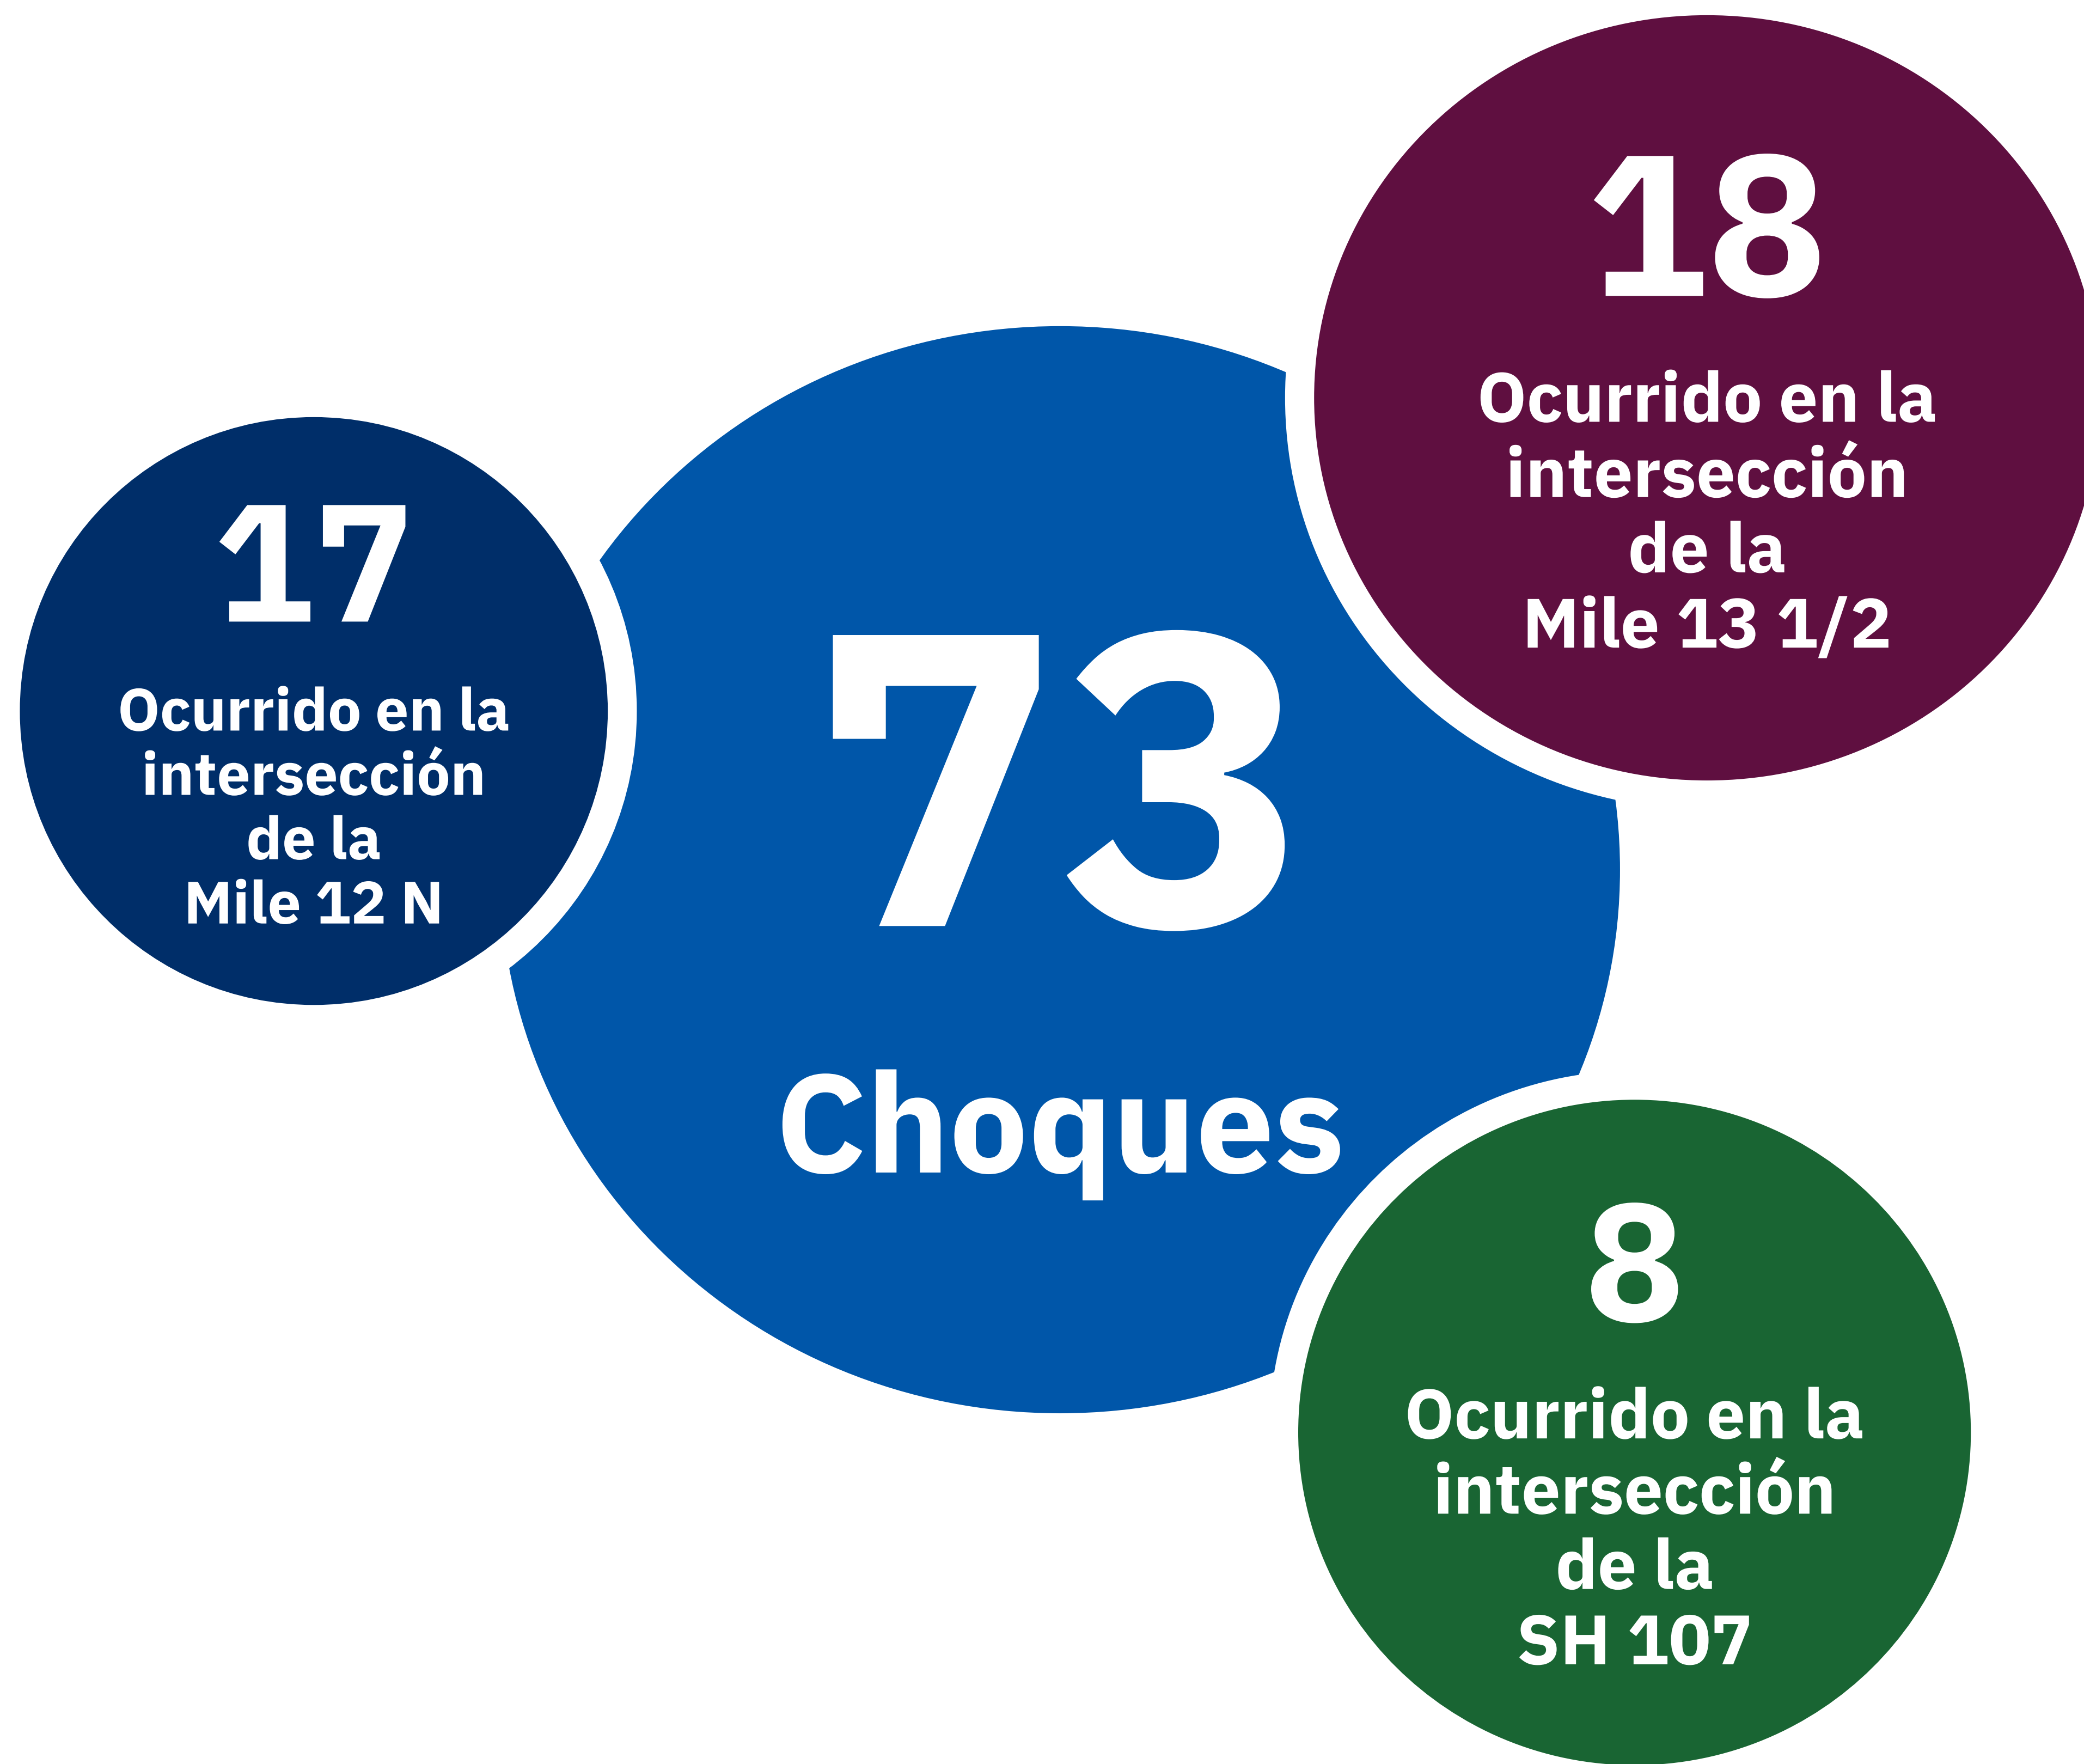 73
Choques
17
Ocurrido en la
intersección
de la
Mile 12 N
18
Ocurrido en la
intersección
de la
Mile 13 1/2
8
Ocurrido en la
intersección
de la
SH 107